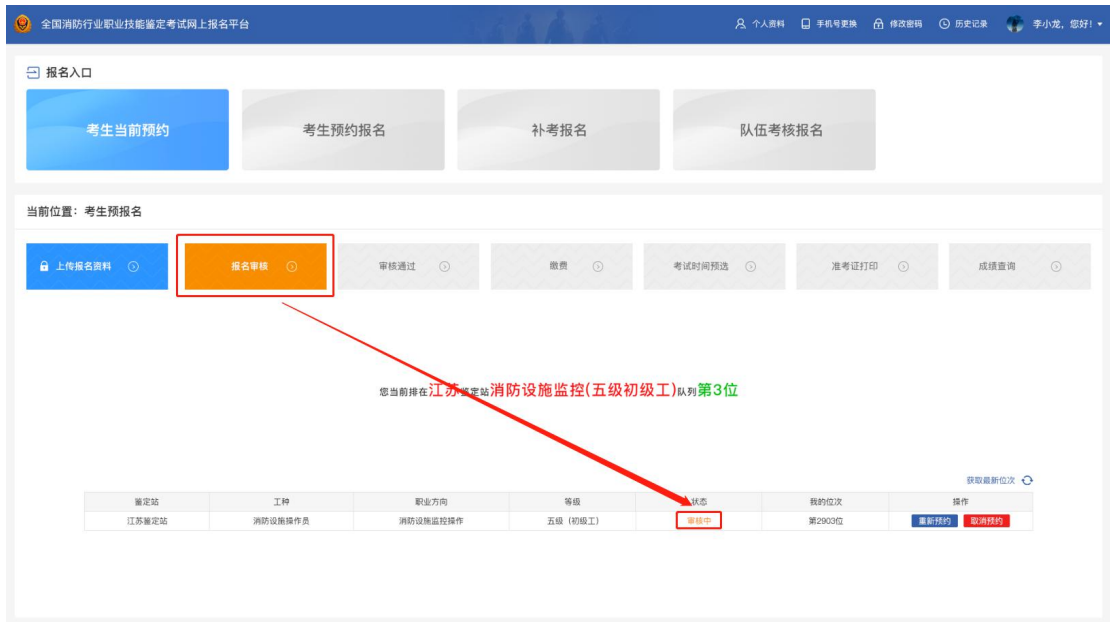 全国消防行业职业技能鉴定考试网上报名平台 个人资料 手机号更换 修改密码 历史记录 李小龙，您好！
报名入口
考生当前预约 考生预约报名 补考报名 队伍考核报名
当前位置：考生预报名
上传报名资料 报名审核 审核通过 缴费 考试时间预选 准考证打印 成绩查询
您当前排在江苏鉴定站消防设施监控(五级初级工)队列第3位
获取最新位次
鉴定站 工种 职业方向 等级 状态 我的位次 操作
江苏鉴定站 消防设施操作员 消防设施监控操作 五级（初级工） 审核中 第2903位 重新预约 取消预约